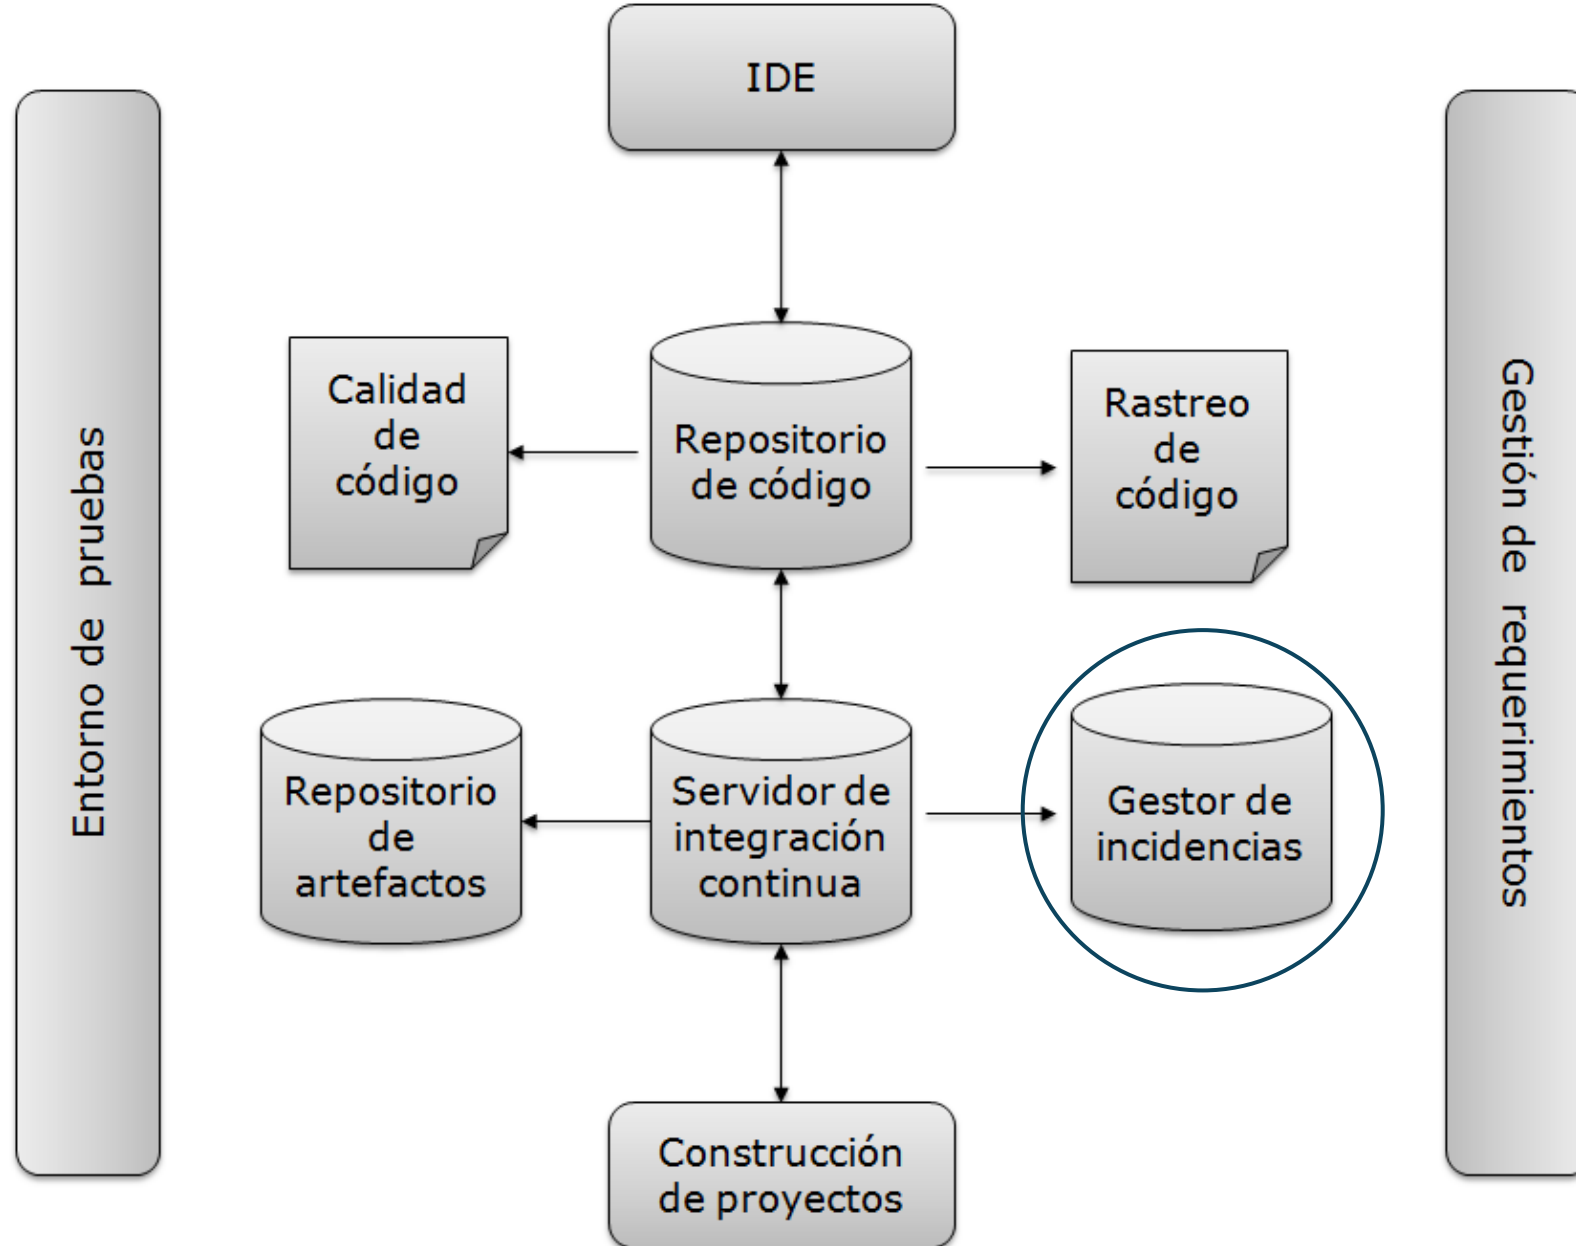 IDE
Calidad
de
código
Repositorio
de código
Rastreo
de
código
Entorno de pruebas
Gestión de requerimientos
Repositorio
de
artefactos
Servidor de
integración
continua
Gestor de
incidencias
Construcción
de proyectos